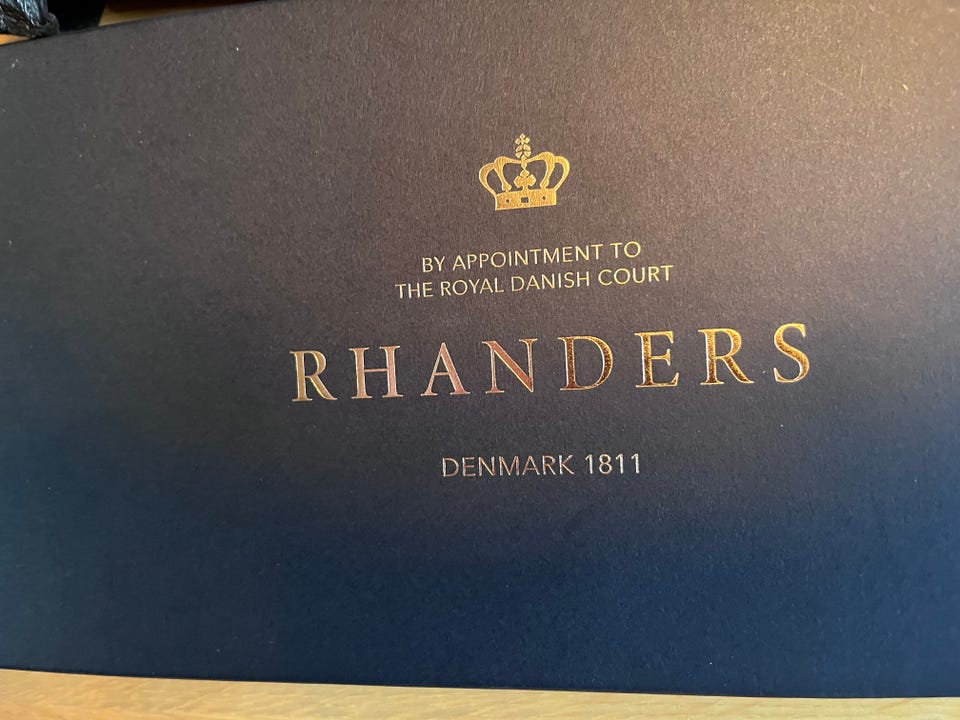 BY APPOINTMENT TO
THE ROYAL DANISH COURT
RHANDERS
DENMARK 1811